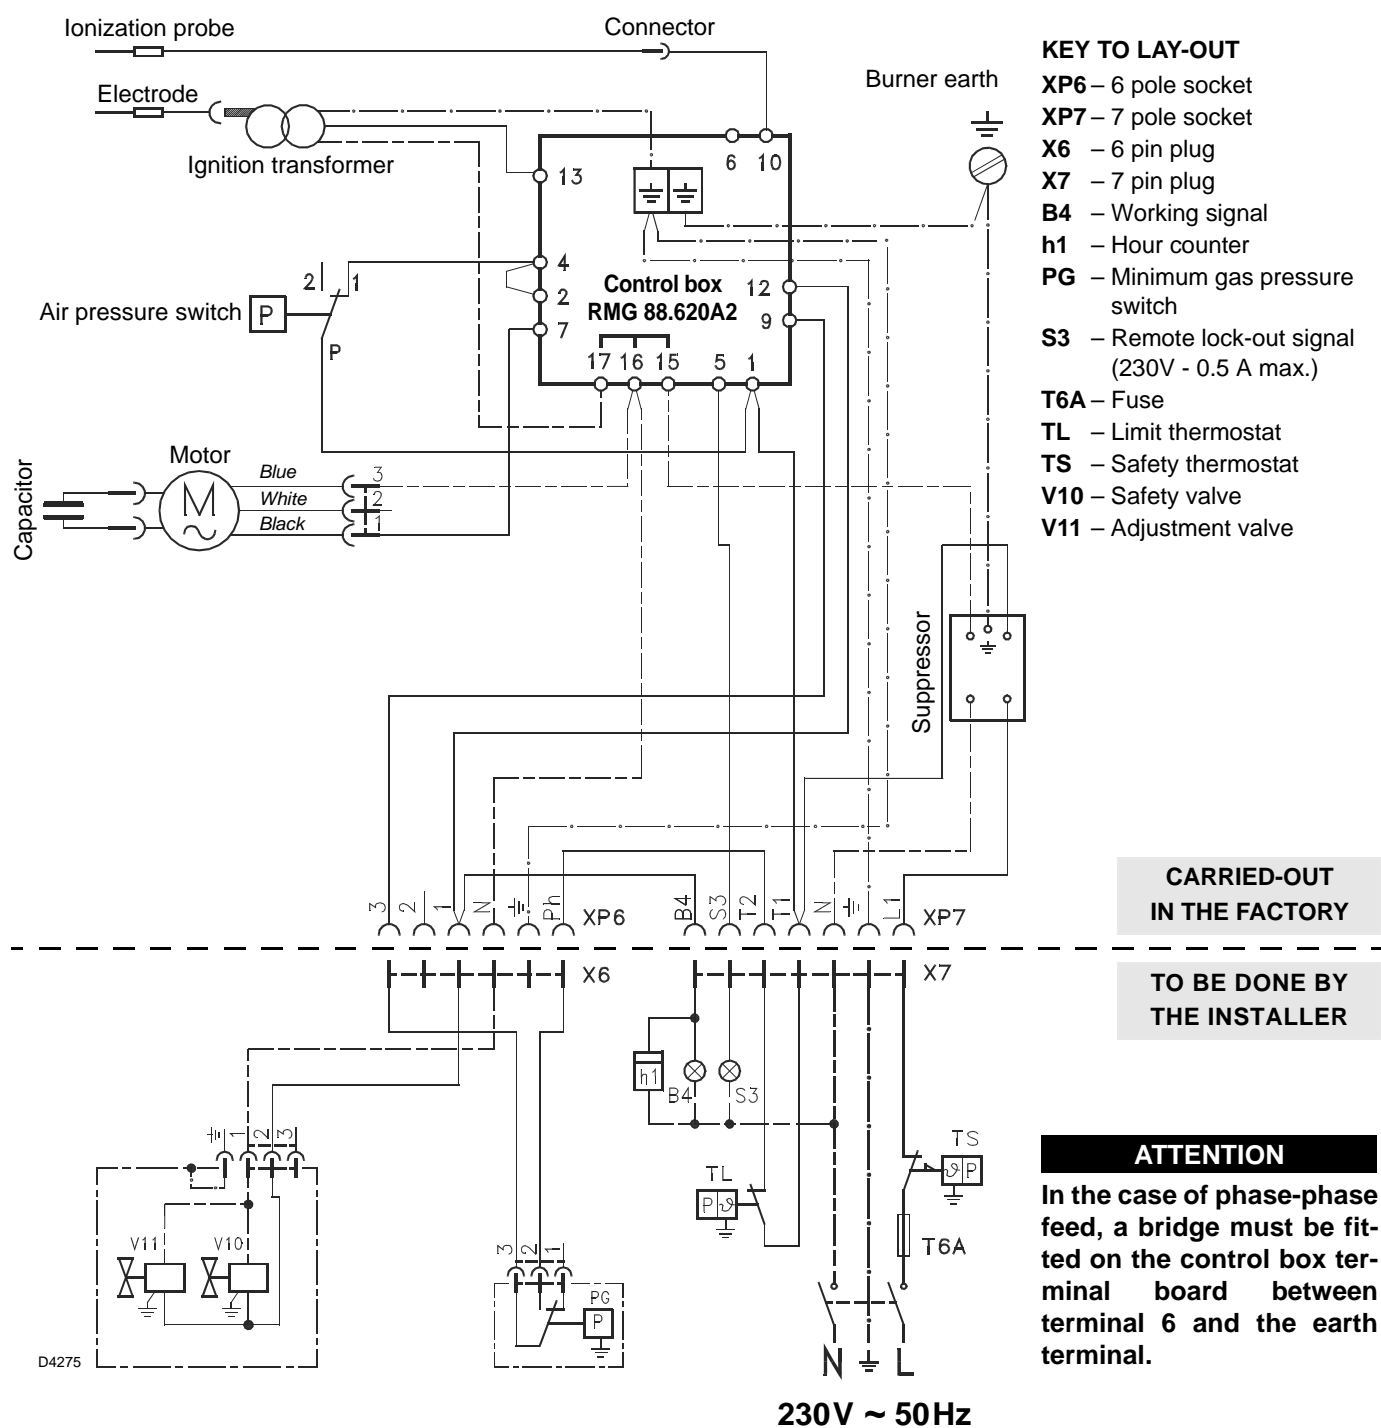 Ionization probe
Connector
KEY TO LAY-OUT
XP6 – 6 pole socket
XP7 – 7 pole socket
X6 – 6 pin plug
X7 – 7 pin plug
B4 – Working signal
h1 – Hour counter
PG – Minimum gas pressure
switch
S3 – Remote lock-out signal
(230V - 0.5 A max.)
T6A – Fuse
TL – Limit thermostat
TS – Safety thermostat
V10 – Safety valve
V11 – Adjustment valve
Burner earth
Electrode
Ignition transformer
6 10
13
4
2
7
Control box
RMG 88.620A2
12
9
17 16 15 5 1
2 1
Air pressure switch P
P
Motor
M
Capacitor
Blue 3
White 2
Black 1
Suppressor
3 2 1 N Ph XP6
B4 S3 T2 T1 N L1 XP7
CARRIED-OUT
IN THE FACTORY
X6
X7
TO BE DONE BY
THE INSTALLER
h1
B4 S3
1 2 3
V11 V10
3 2 1
PG
P
TL
P ϑ
TS
ϑ P
T6A
N L
230V ~ 50Hz
D4275
ATTENTION
In the case of phase-phase
feed, a bridge must be fit-
ted on the control box ter-
minal board between
terminal 6 and the earth
terminal.